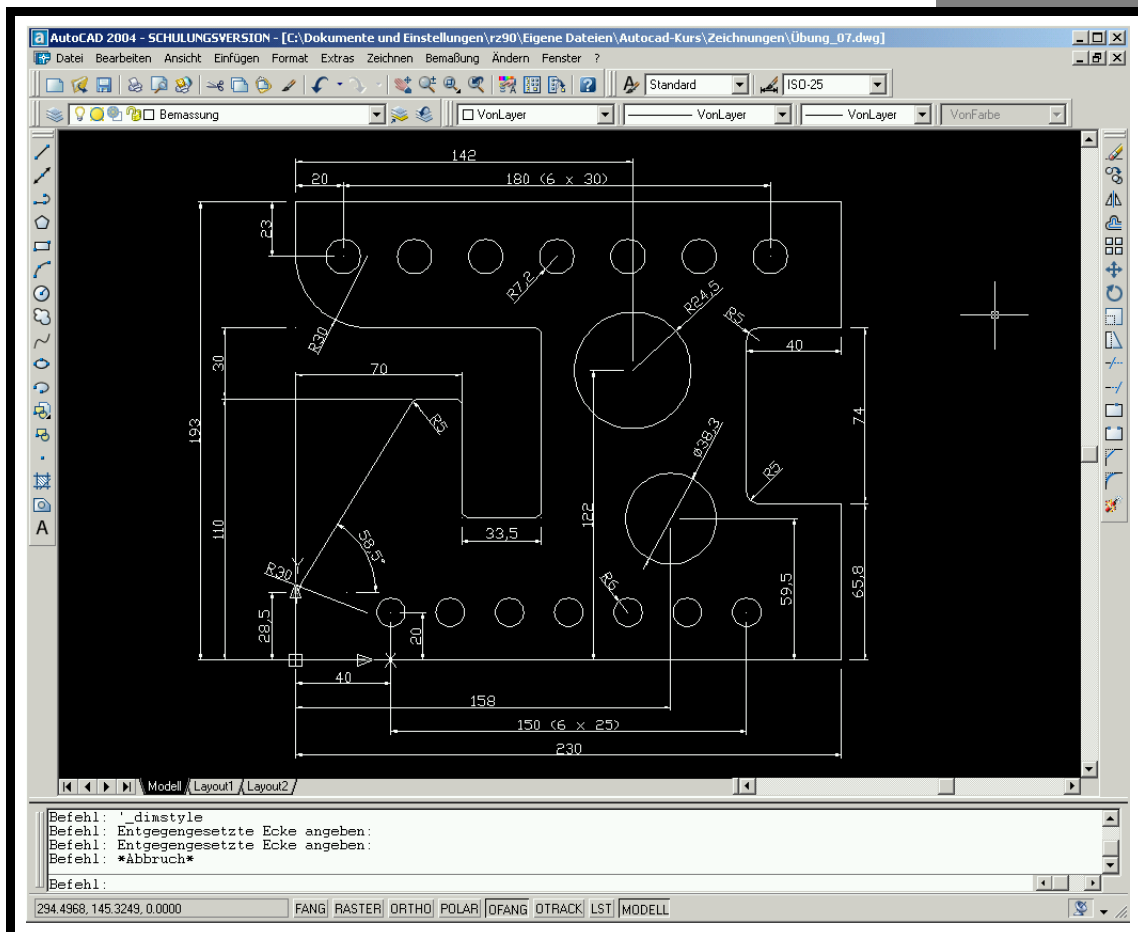 AutoCAD 2004 - SCHULUNGSVERSION - [C:\Dokumente und Einstellungen\rz90\Eigene Dateien\Autocad-Kurs\Zeichnungen\Übung_07.dwg]
Datei Bearbeiten Ansicht Einfügen Format Extras Zeichnen Bemaßung Ändern Fenster ?
Standard ISO-25
Bemassung VonLayer VonLayer VonLayer VonFarbe
142
20 180 (6 x 30)
23
R7,2
R24,5
R5
R30
40
30
70
193
R5
74
ø38,3
R5
110
122
33,5
58,5°
R30
Y
R6
59,5
65,8
28,5
20
X
40
158
150 (6 x 25)
230
Modell Layout1 Layout2
Befehl: '_dimstyle
Befehl: Entgegengesetzte Ecke angeben:
Befehl: Entgegengesetzte Ecke angeben:
Befehl: *Abbruch*
Befehl:
294.4968, 145.3249, 0.0000 FANG RASTER ORTHO POLAR OFANG OTRACK LST MODELL